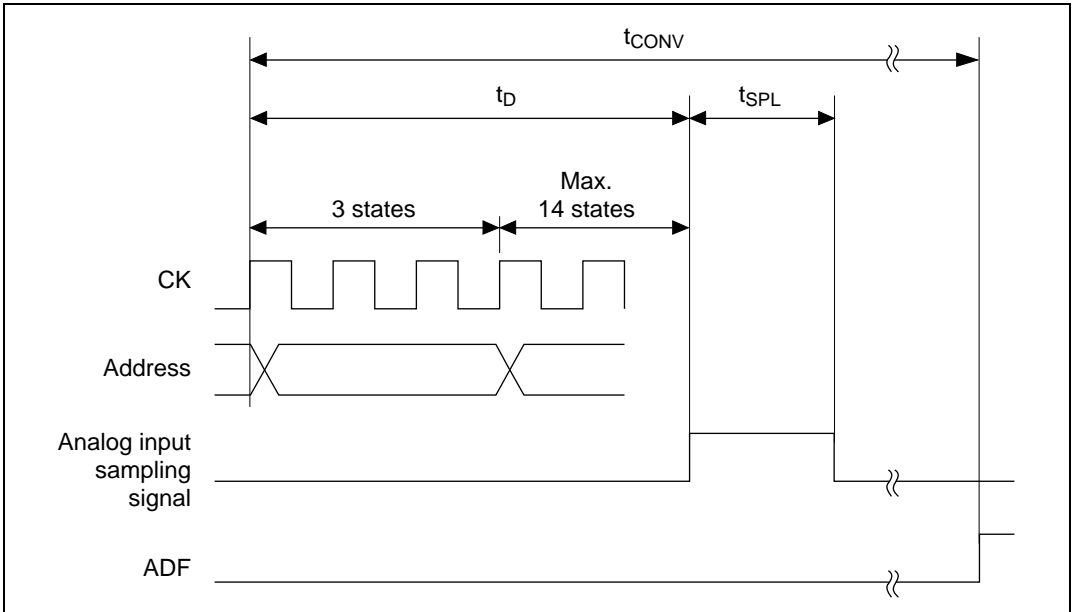 tCONV
tD
tSPL
Max.
3 states
14 states
CK
Address
Analog input
sampling
signal
ADF